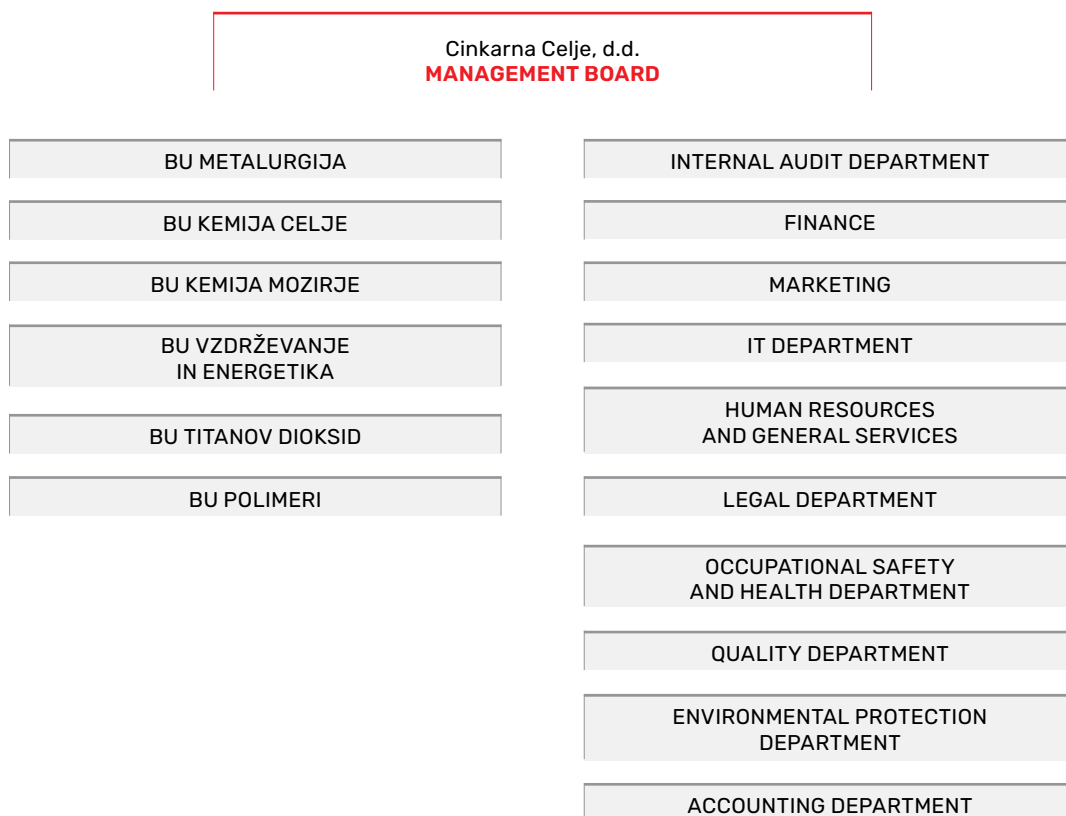 Cinkarna Celje, d.d.
MANAGEMENT BOARD
BU METALURGIJA
BU KEMIJA CELJE
BU KEMIJA MOZIRJE
BU VZDRŽEVANJE
IN ENERGETIKA
BU TITANOV DIOKSID
BU POLIMERI
INTERNAL AUDIT DEPARTMENT
FINANCE
MARKETING
IT DEPARTMENT
HUMAN RESOURCES
AND GENERAL SERVICES
LEGAL DEPARTMENT
OCCUPATIONAL SAFETY
AND HEALTH DEPARTMENT
QUALITY DEPARTMENT
ENVIRONMENTAL PROTECTION
DEPARTMENT
ACCOUNTING DEPARTMENT